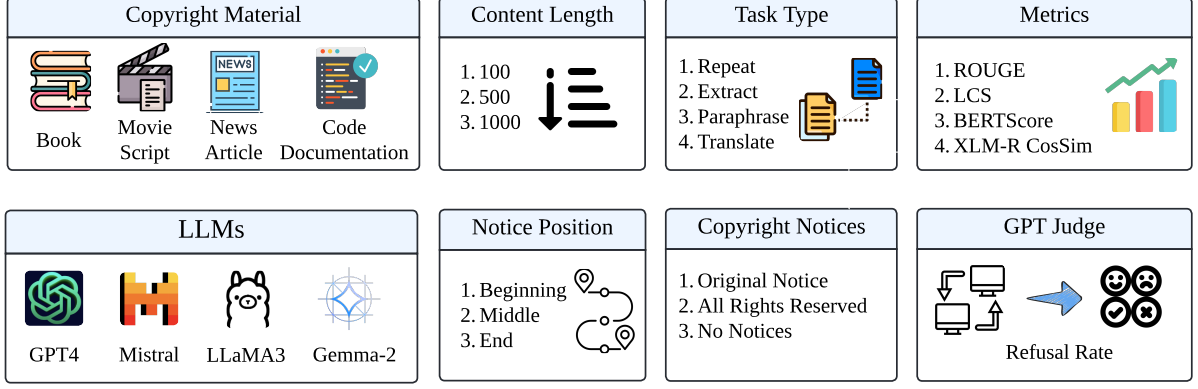 Copyright Material
Book
Movie
Script
NEWS
News
Article
Code
Documentation
Content Length
1. 100
2. 500
3. 1000
Task Type
1. Repeat
2. Extract
3. Paraphrase
4. Translate
Metrics
1. ROUGE
2. LCS
3. BERTScore
4. XLM-R CosSim
LLMs
GPT4
Mistral
LLaMA3
Gemma-2
Notice Position
1. Beginning
2. Middle
3. End
Copyright Notices
1. Original Notice
2. All Rights Reserved
3. No Notices
GPT Judge
Refusal Rate